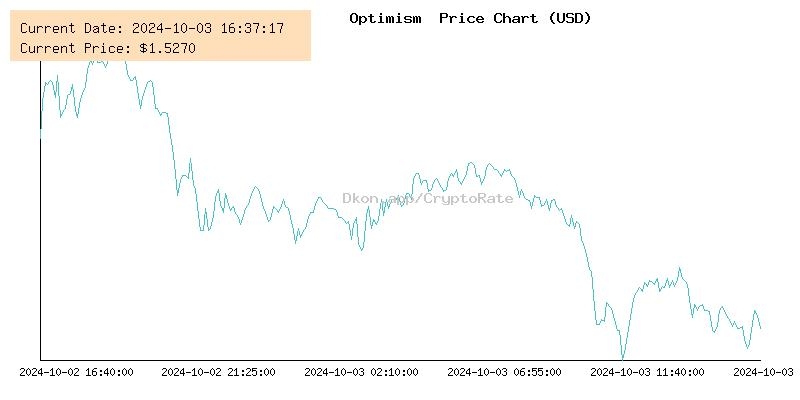 Optimism  Price Chart (USD)
Current Date: 2024-10-03 16:37:17
Current Price: $1.5270
Dkon.app/CryptoRate
2024-10-02 16:40:00 2024-10-02 21:25:00 2024-10-03 02:10:00 2024-10-03 06:55:00 2024-10-03 11:40:00 2024-10-03